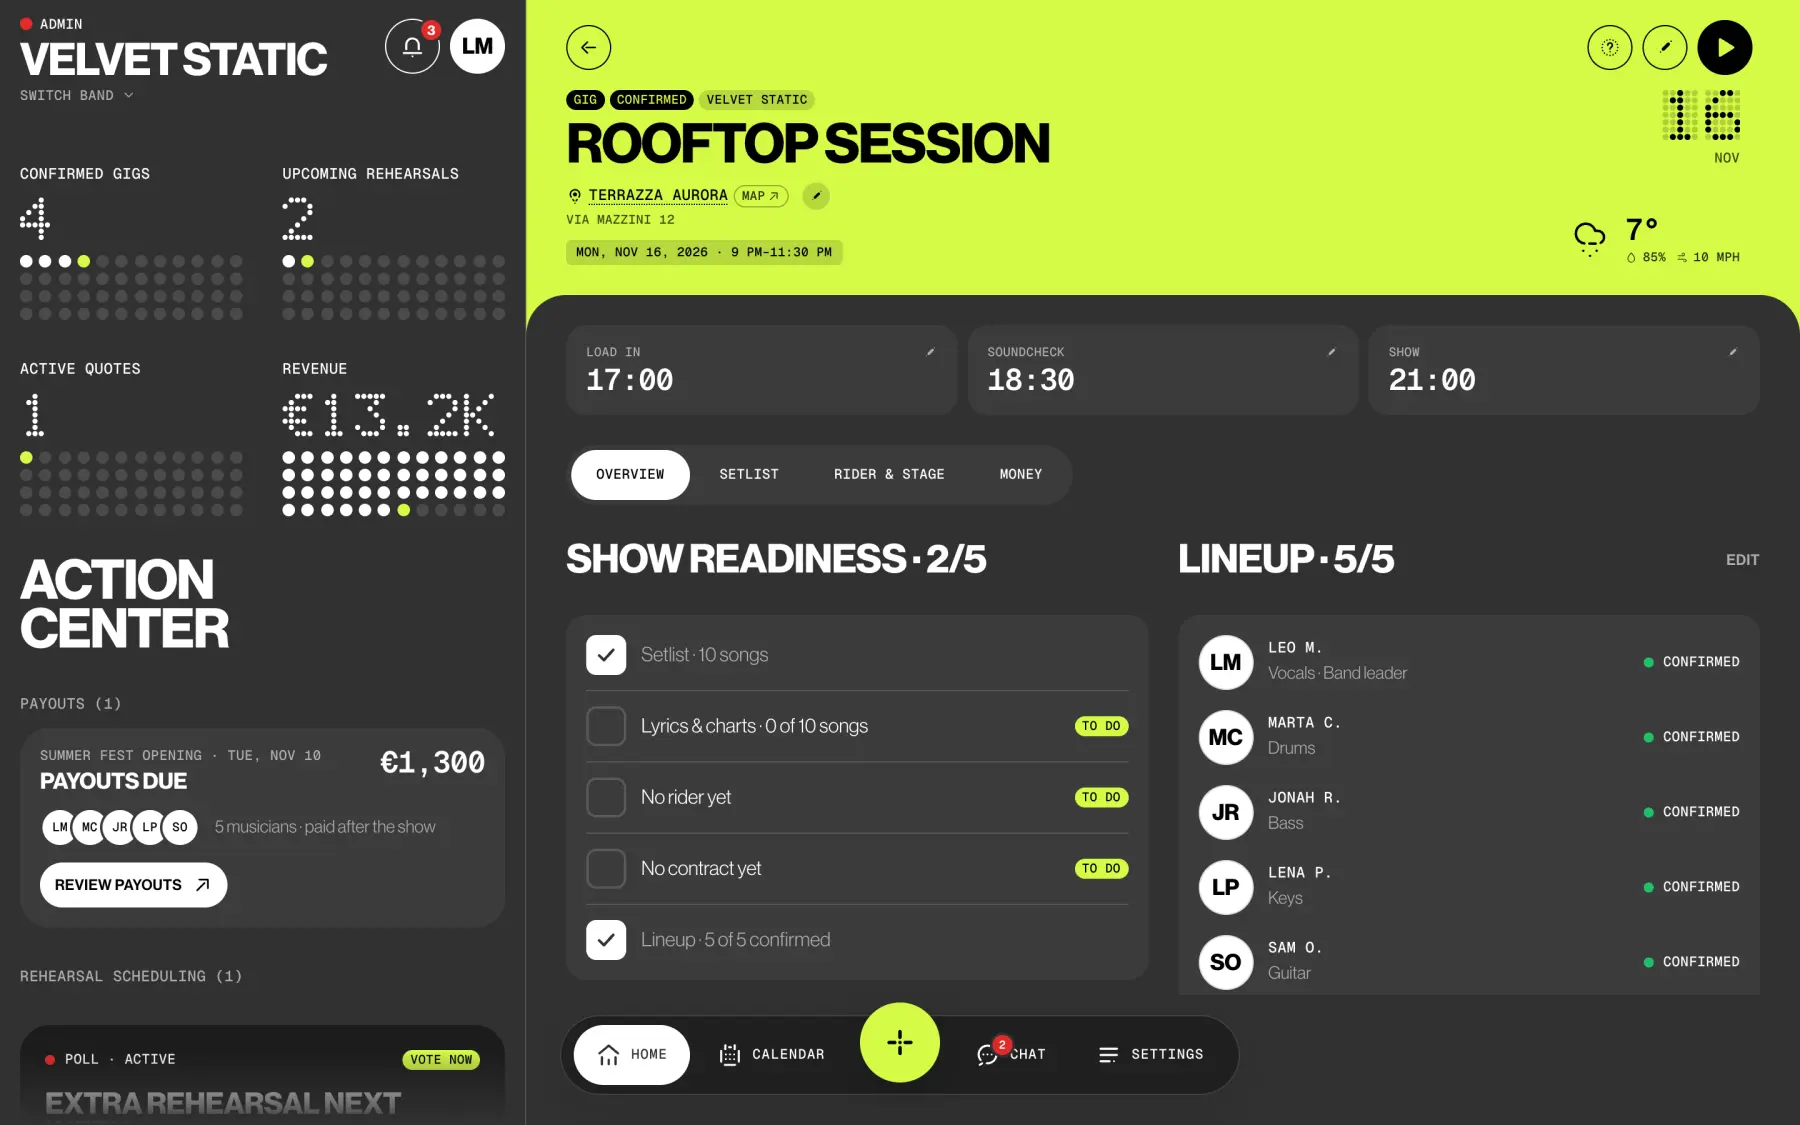 ADMIN
VELVET STATIC
SWITCH BAND
3
LM
CONFIRMED GIGS
4
UPCOMING REHEARSALS
2
ACTIVE QUOTES
1
REVENUE
€13.2K
ACTION
CENTER
PAYOUTS (1)
SUMMER FEST OPENING · TUE, NOV 10
PAYOUTS DUE
€1,300
LM MC JR LP SO
5 musicians · paid after the show
REVIEW PAYOUTS
REHEARSAL SCHEDULING (1)
POLL · ACTIVE
VOTE NOW
EXTRA REHEARSAL NEXT
GIG CONFIRMED VELVET STATIC
ROOFTOP SESSION
TERRAZZA AURORA MAP
VIA MAZZINI 12
MON, NOV 16, 2026 · 9 PM–11:30 PM
?
16
NOV
7°
85% 10 MPH
LOAD IN
17:00
SOUNDCHECK
18:30
SHOW
21:00
OVERVIEW
SETLIST
RIDER & STAGE
MONEY
SHOW READINESS · 2/5
Setlist · 10 songs
Lyrics & charts · 0 of 10 songs TO DO
No rider yet TO DO
No contract yet TO DO
Lineup · 5 of 5 confirmed
LINEUP · 5/5
EDIT
LM
LEO M.
Vocals · Band leader
CONFIRMED
MC
MARTA C.
Drums
CONFIRMED
JR
JONAH R.
Bass
CONFIRMED
LP
LENA P.
Keys
CONFIRMED
SO
SAM O.
Guitar
CONFIRMED
HOME
CALENDAR
2
CHAT
SETTINGS